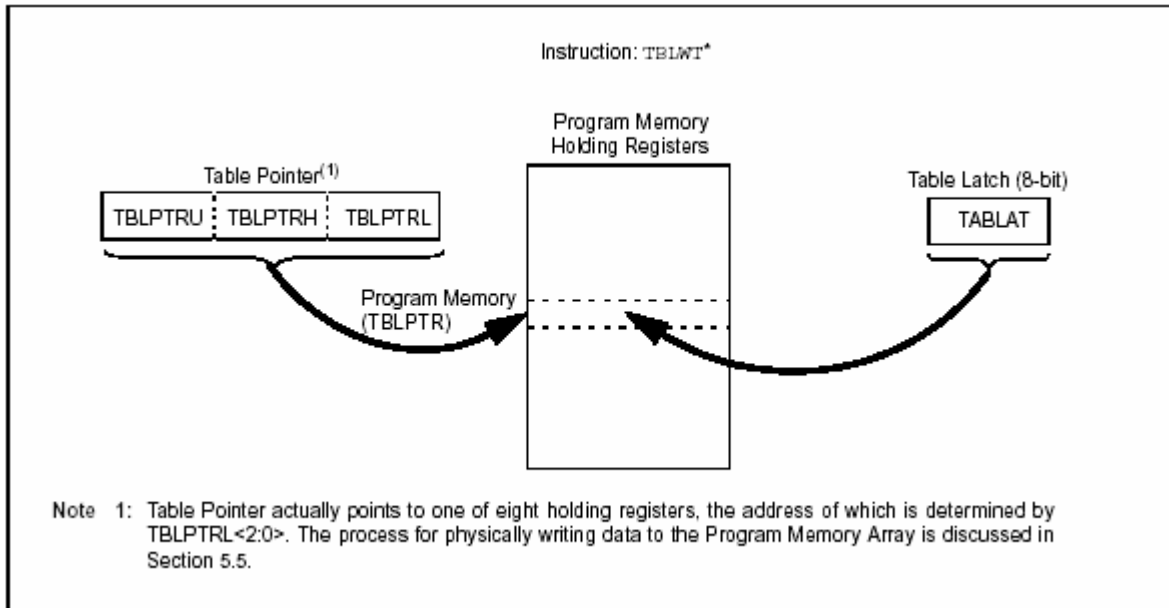 Instruction: TBLWT*
Program Memory
Holding Registers
Table Pointer(1)
Table Latch (8-bit)
TBLPTRU TBLPTRH TBLPTRL
TABLAT
Program Memory
(TBLPTR)
Note 1: Table Pointer actually points to one of eight holding registers, the address of which is determined by
TBLPTRL<2:0>. The process for physically writing data to the Program Memory Array is discussed in
Section 5.5.